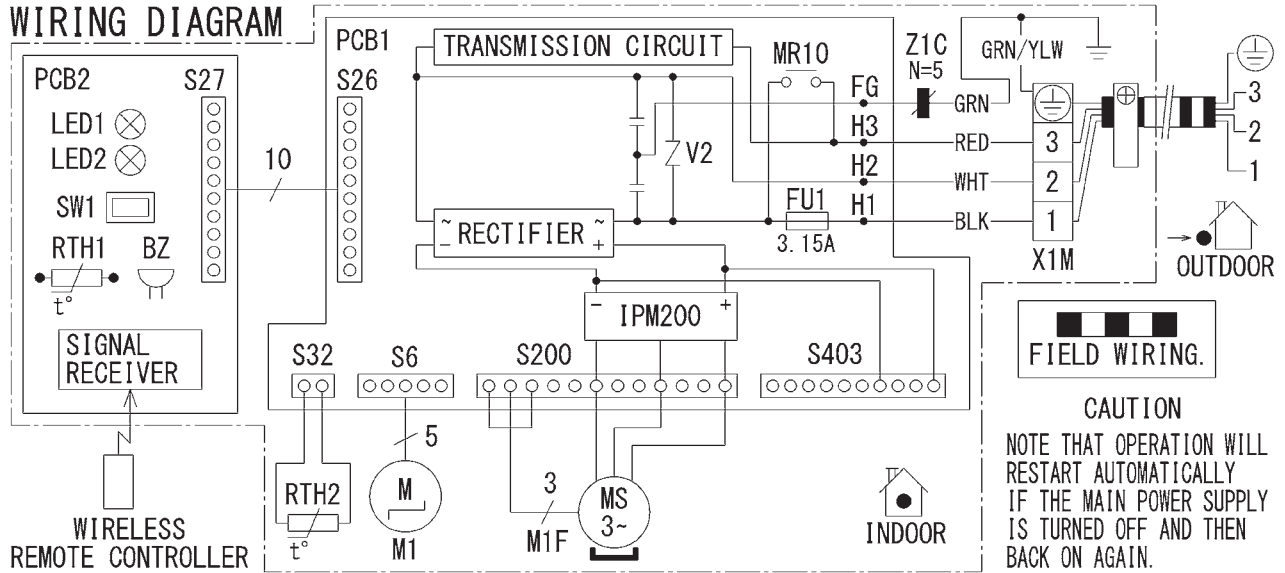 WIRING DIAGRAM
PCB2
S27
LED1
LED2
SW1
RTH1
BZ
t°
SIGNAL
RECEIVER
WIRELESS
REMOTE CONTROLLER
10
PCB1
S26
TRANSMISSION CIRCUIT
MR10
Z1C
N=5
GRN/YLW
FG
GRN
H3
RED
3
H2
WHT
2
H1
BLK
1
X1M
3
2
1
V2
FU1
3.15A
~
~
RECTIFIER
−
+
−
+
IPM200
OUTDOOR
FIELD WIRING.
S32
S6
S200
S403
5
RTH2
t°
M
M1
3
M1F
MS
3~
INDOOR
CAUTION
NOTE THAT OPERATION WILL
RESTART AUTOMATICALLY
IF THE MAIN POWER SUPPLY
IS TURNED OFF AND THEN
BACK ON AGAIN.